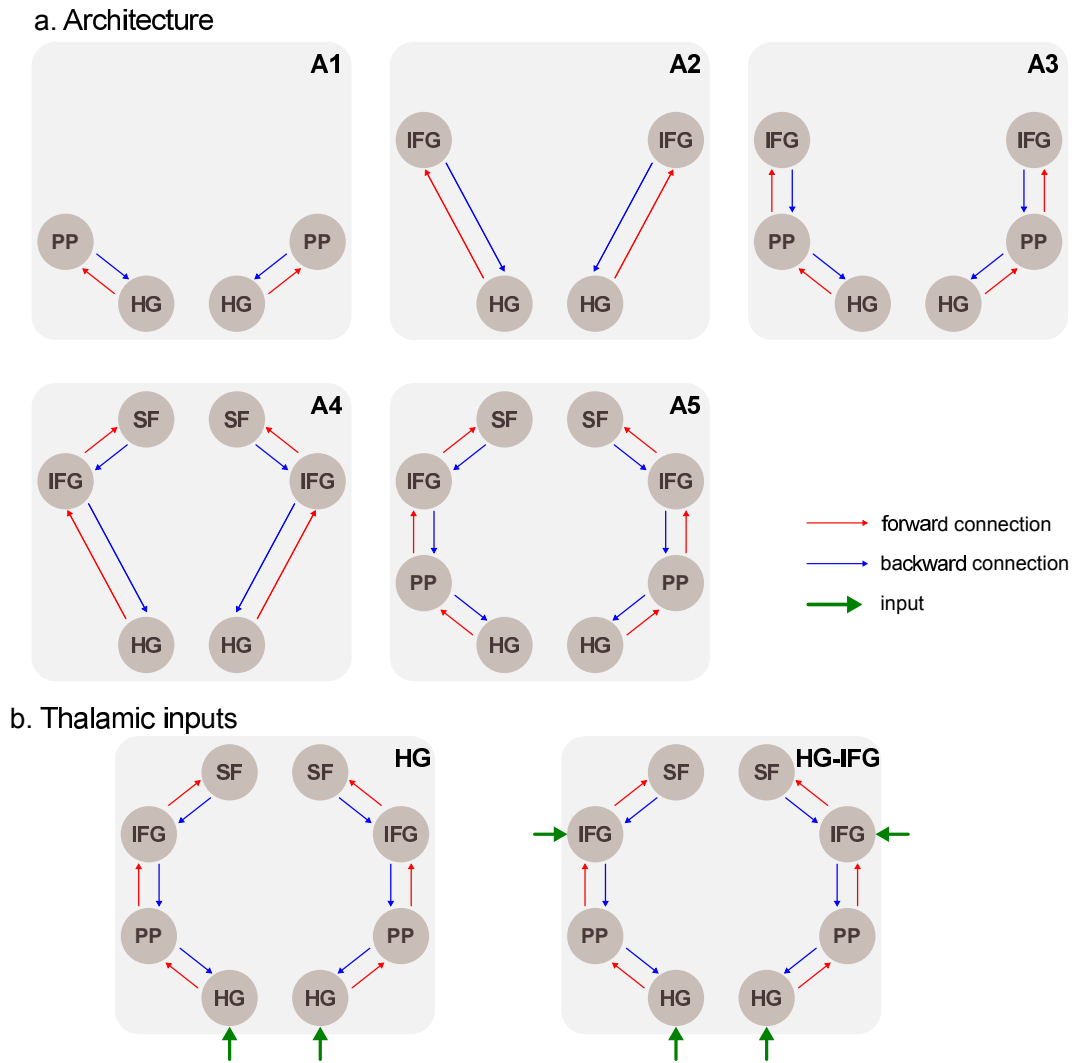 a. Architecture
A1
PP
PP
HG
HG
A2
IFG
IFG
HG
HG
A3
IFG
IFG
PP
PP
HG
HG
A4
SF
SF
IFG
IFG
HG
HG
A5
SF
SF
IFG
IFG
PP
PP
HG
HG
forward connection
backward connection
input
b. Thalamic inputs
HG
SF
SF
IFG
IFG
PP
PP
HG
HG
HG-IFG
SF
SF
IFG
IFG
PP
PP
HG
HG